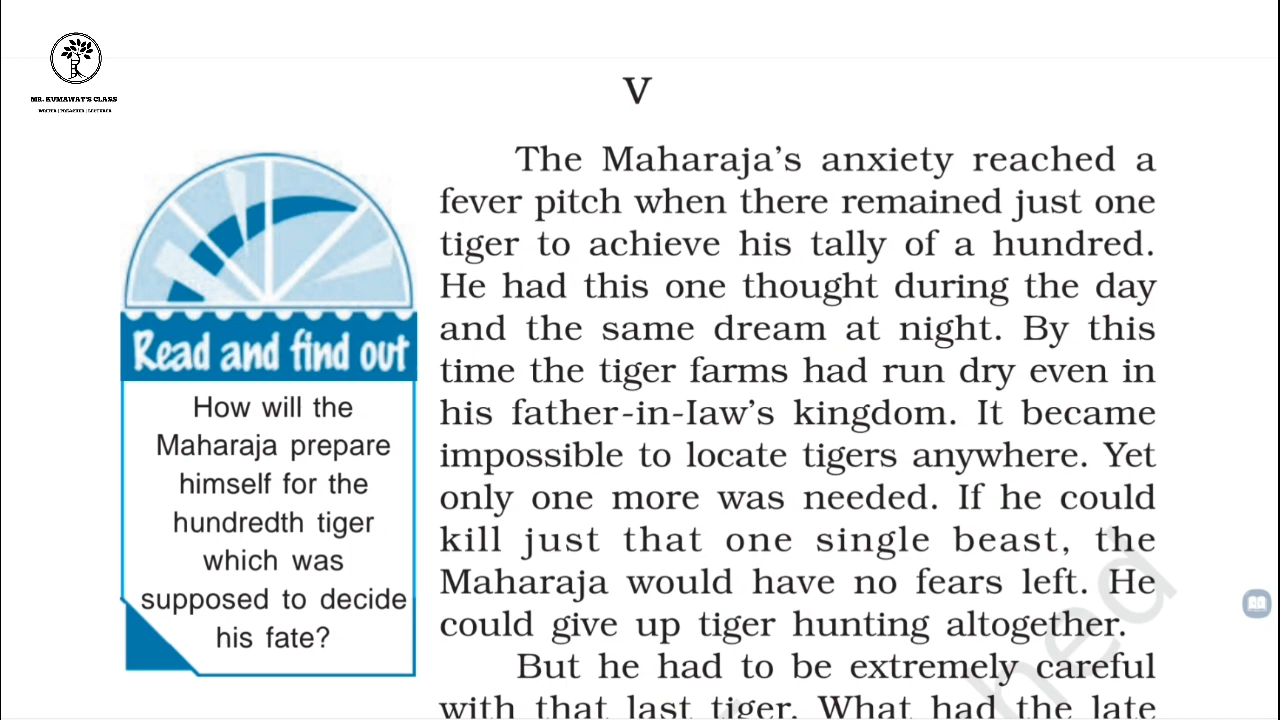 MR. KUMAWAT'S CLASS
V
The Maharaja's anxiety reached a
fever pitch when there remained just one
tiger to achieve his tally of a hundred.
He had this one thought during the day
and the same dream at night. By this
time the tiger farms had run dry even in
his father-in-Iaw's kingdom. It became
impossible to locate tigers anywhere. Yet
only one more was needed. If he could
kill just that one single beast, the
Maharaja would have no fears left. He
could give up tiger hunting altogether.
But he had to be extremely careful
with that last tiger. What had the late
Read and find out
How will the
Maharaja prepare
himself for the
hundredth tiger
which was
supposed to decide
his fate?
hed